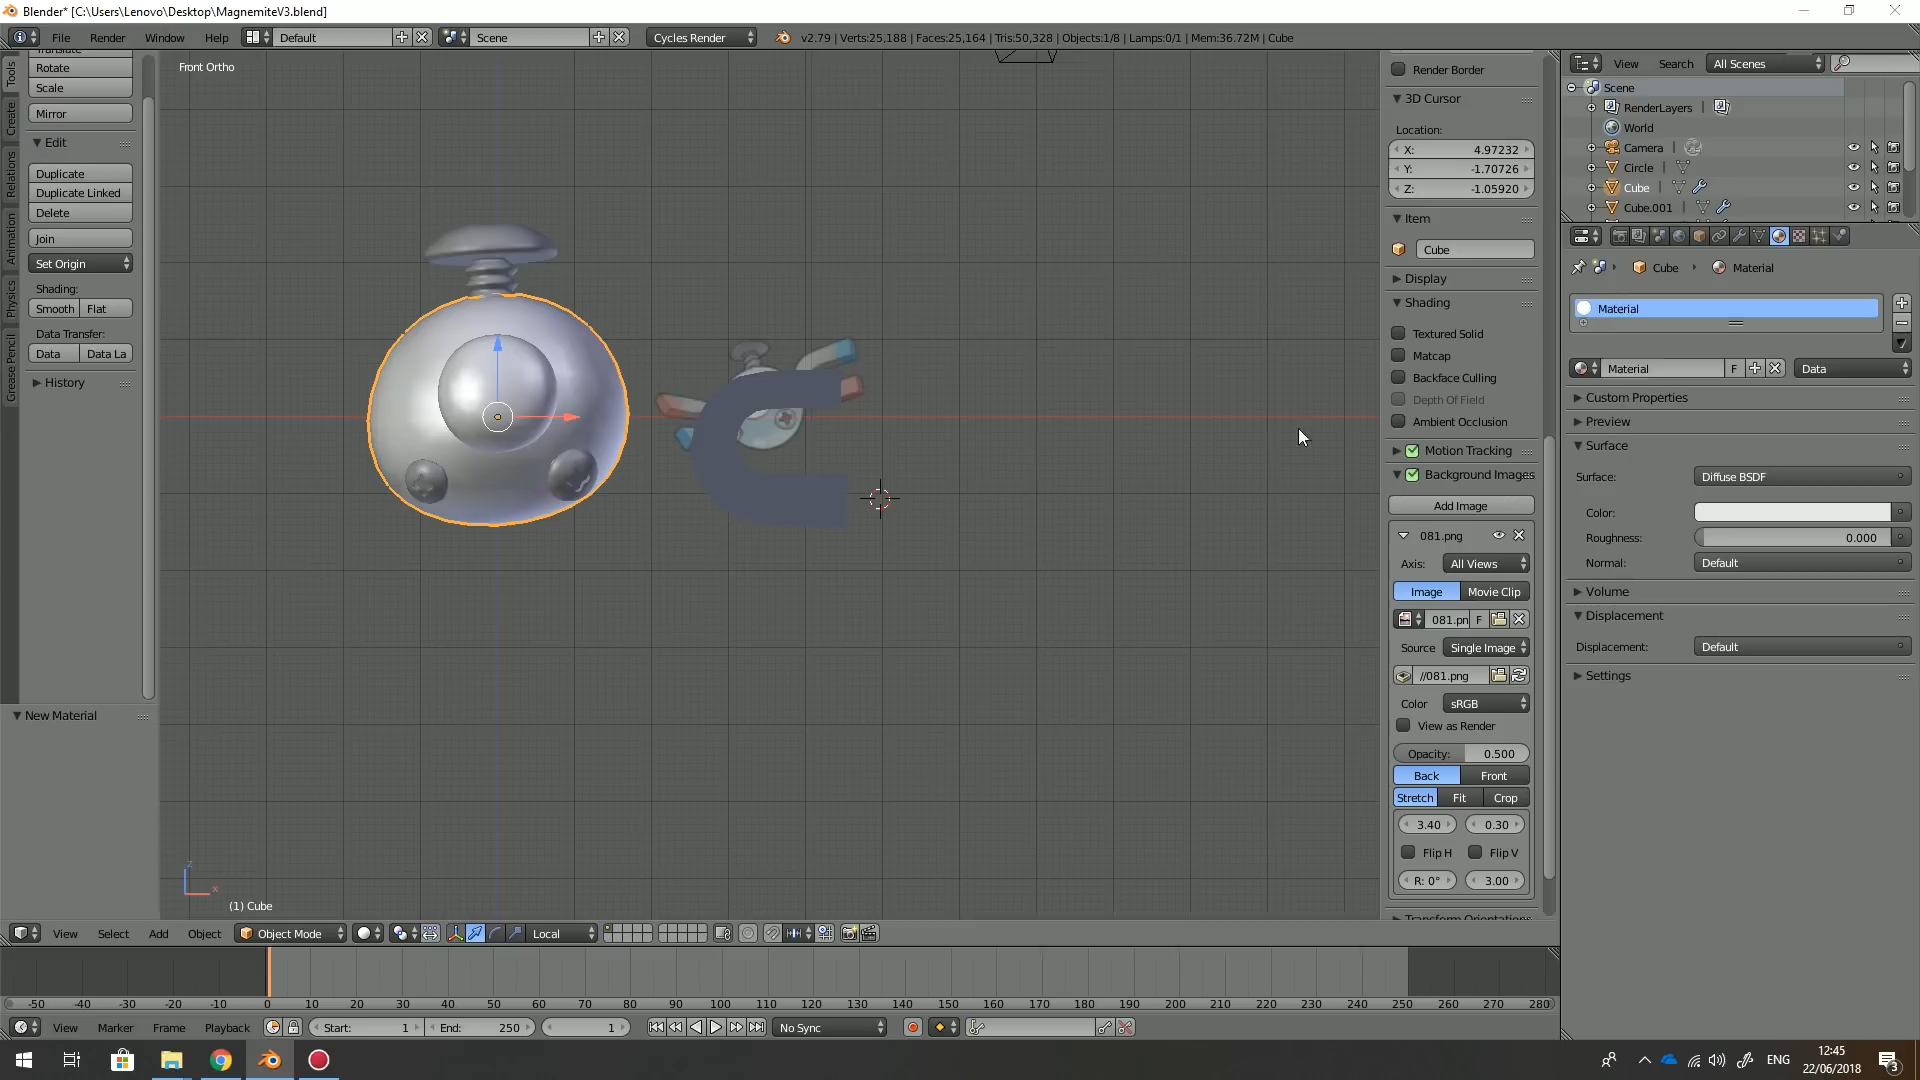 Blender* [C:\Users\Lenovo\Desktop\MagnemiteV3.blend]
File Render Window Help Default Scene Cycles Render v2.79 | Verts:25,188 | Faces:25,164 | Tris:50,328 | Objects:1/8 | Lamps:0/1 | Mem:36.72M | Cube
Tools
Create
Relations
Animation
Physics
Grease Pencil
Rotate
Scale
Mirror
Edit
Duplicate
Duplicate Linked
Delete
Join
Set Origin
Shading:
Smooth Flat
Data Transfer:
Data Data La
History
New Material
Front Ortho
z
x
(1) Cube
Render Border
3D Cursor
Location:
X: 4.97232
Y: -1.70726
Z: -1.05920
Item
Cube
Display
Shading
Textured Solid
Matcap
Backface Culling
Depth Of Field
Ambient Occlusion
Motion Tracking
Background Images
Add Image
081.png
Axis: All Views
Image Movie Clip
081.pn F
Source Single Image
//081.png
Color sRGB
View as Render
Opacity: 0.500
Back Front
Stretch Fit Crop
3.40 0.30
Flip H Flip V
R: 0° 3.00
Transform Orientations
View Search All Scenes
Scene
RenderLayers |
World
Camera |
Circle |
Cube |
Cube.001 |
Cube Material
Material
Material F Data
Custom Properties
Preview
Surface
Surface: Diffuse BSDF
Color:
Roughness: 0.000
Normal: Default
Volume
Displacement
Displacement: Default
Settings
View Select Add Object Object Mode Local
-50 -40 -30 -20 -10 0 10 20 30 40 50 60 70 80 90 100 110 120 130 140 150 160 170 180 190 200 210 220 230 240 250 260 270 280
View Marker Frame Playback Start: 1 End: 250 1 No Sync
ENG
12:45
22/06/2018
3